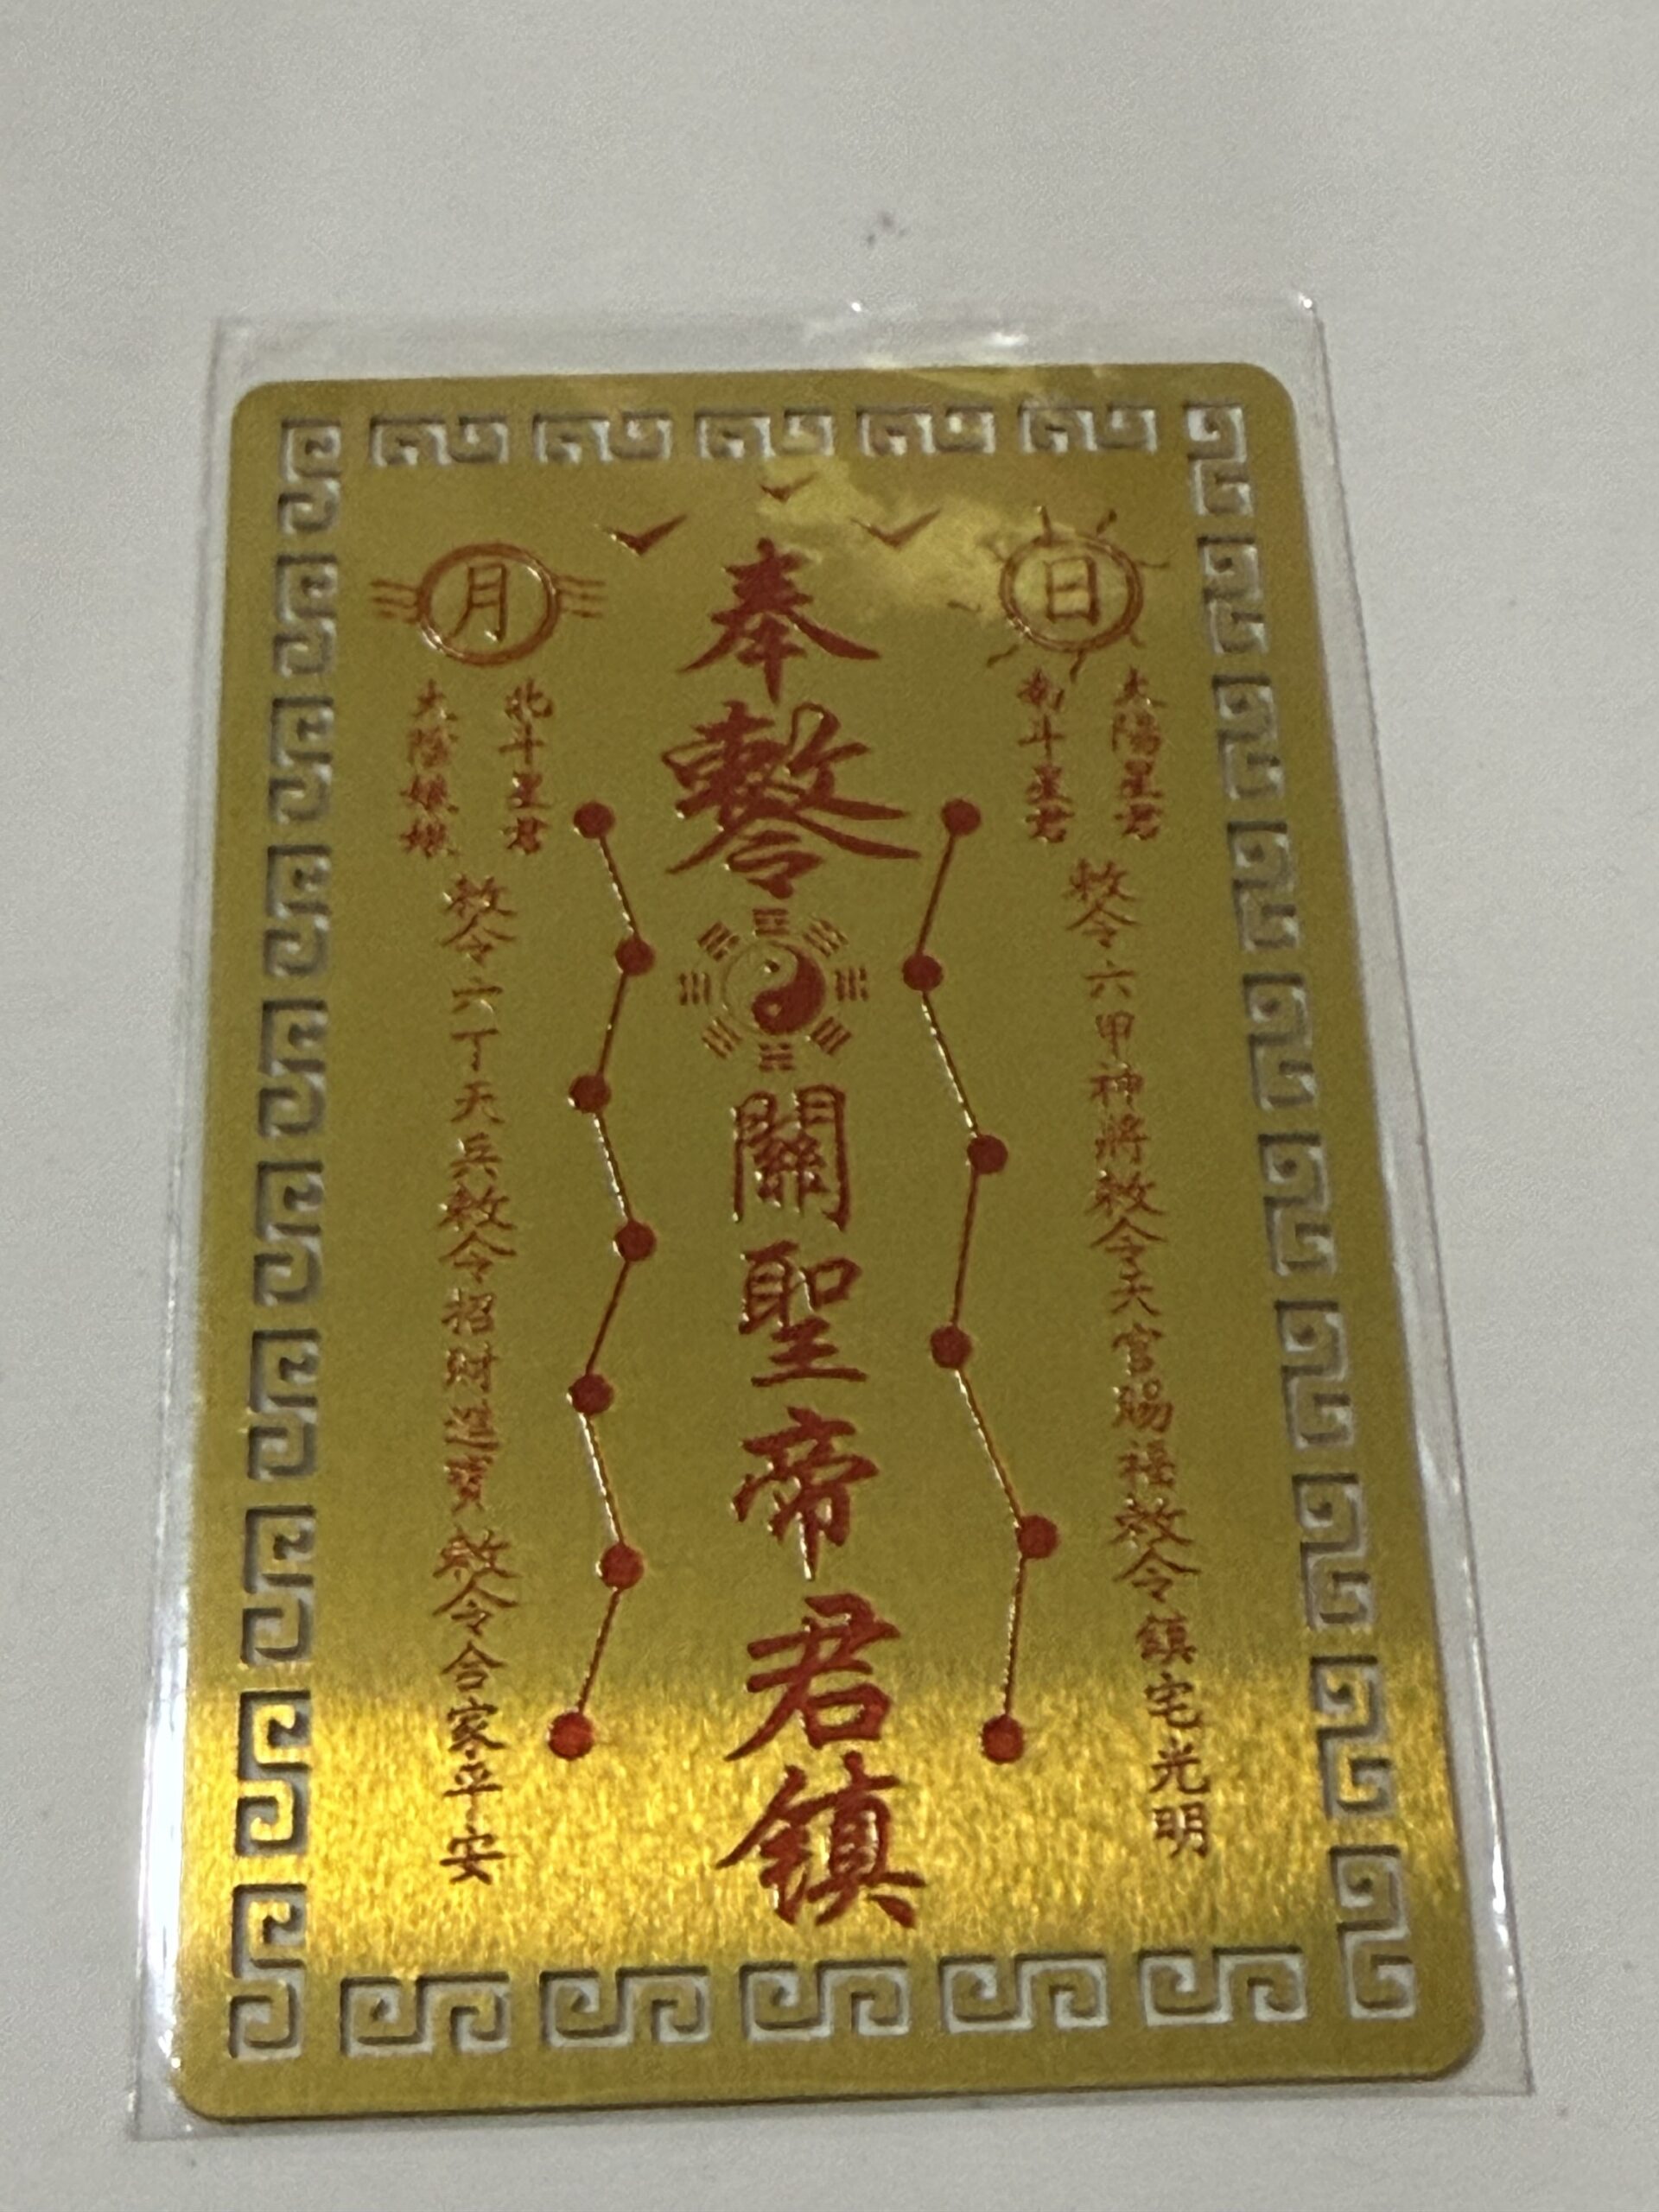 日
太陽星君
南斗星君
敕令六甲神將敕令天官賜福敕令鎮宅光明
奉敕令關聖帝君鎮
月
北斗星君
太陰娘娘
敕令六丁天兵敕令招財進寶敕令合家平安